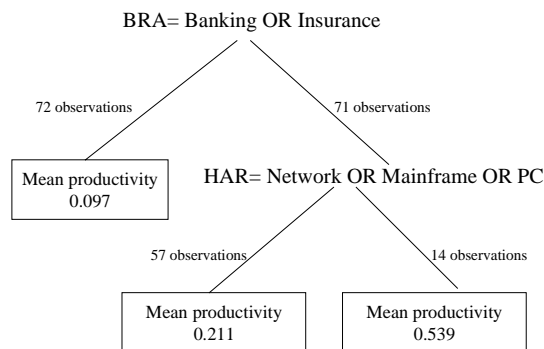 BRA= Banking OR Insurance
72 observations
71 observations
Mean productivity
0.097
HAR= Network OR Mainframe OR PC
57 observations
14 observations
Mean productivity
0.211
Mean productivity
0.539